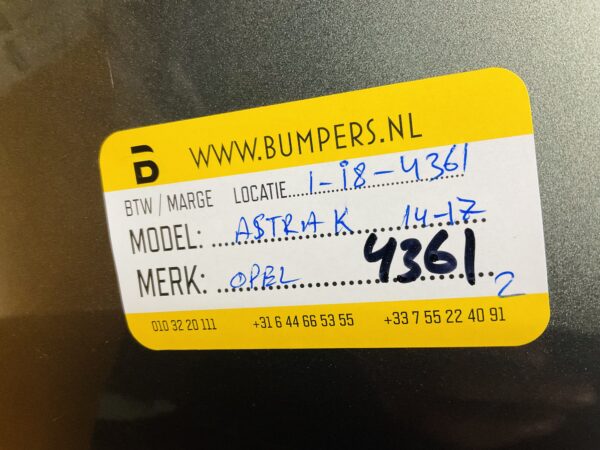 B
WWW.BUMPERS.NL
BTW / MARGE LOCATIE....1-i8-4361
MODEL: ASTRA K 14-17
MERK: OPEL 4361 2
010 32 20 111 +31 6 44 66 53 55 +33 7 55 22 40 91